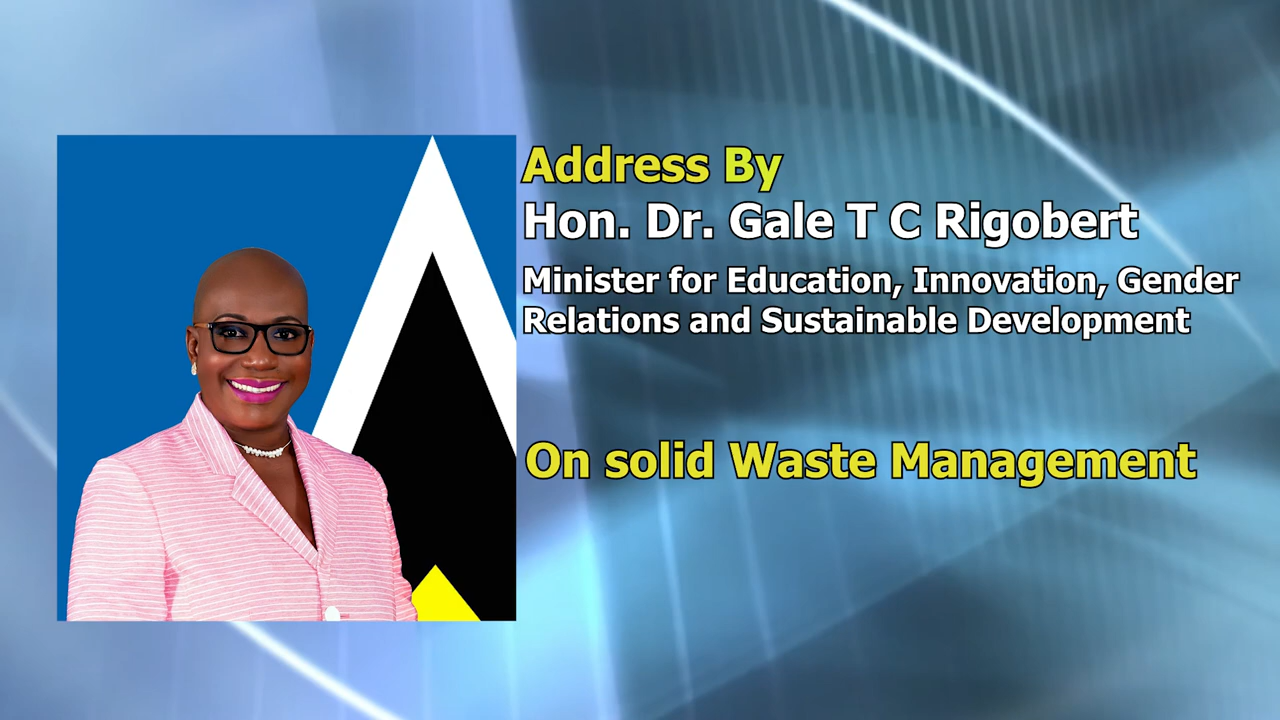 Address By
Hon. Dr. Gale T C Rigobert
Minister for Education, Innovation, Gender
Relations and Sustainable Development
On solid Waste Management